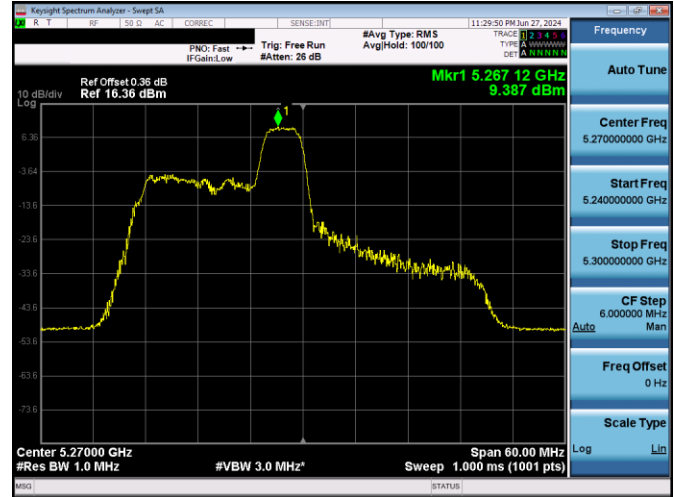 Keysight Spectrum Analyzer - Swept SA
R T RF 50 Ω AC CORREC SENSE:INT 11:29:50 PM Jun 27, 2024
#Avg Type: RMS
TRACE 1 2 3 4 5 6
PNO: Fast Trig: Free Run Avg|Hold: 100/100
TYPE A WWWWW
IFGain:Low #Atten: 26 dB
DET A N N N N N
Frequency
Auto Tune
Mkr1 5.267 12 GHz
Ref Offset 0.36 dB
10 dB/div Ref 16.36 dBm 9.387 dBm
Log
1
6.36
-3.64
-13.6
-23.6
-33.6
-43.6
-53.6
-63.6
-73.6
Center Freq
5.270000000 GHz
Start Freq
5.240000000 GHz
Stop Freq
5.300000000 GHz
CF Step
6.000000 MHz
Auto Man
Freq Offset
0 Hz
Scale Type
Log Lin
Center 5.27000 GHz Span 60.00 MHz
#Res BW 1.0 MHz #VBW 3.0 MHz* Sweep 1.000 ms (1001 pts)
MSG STATUS